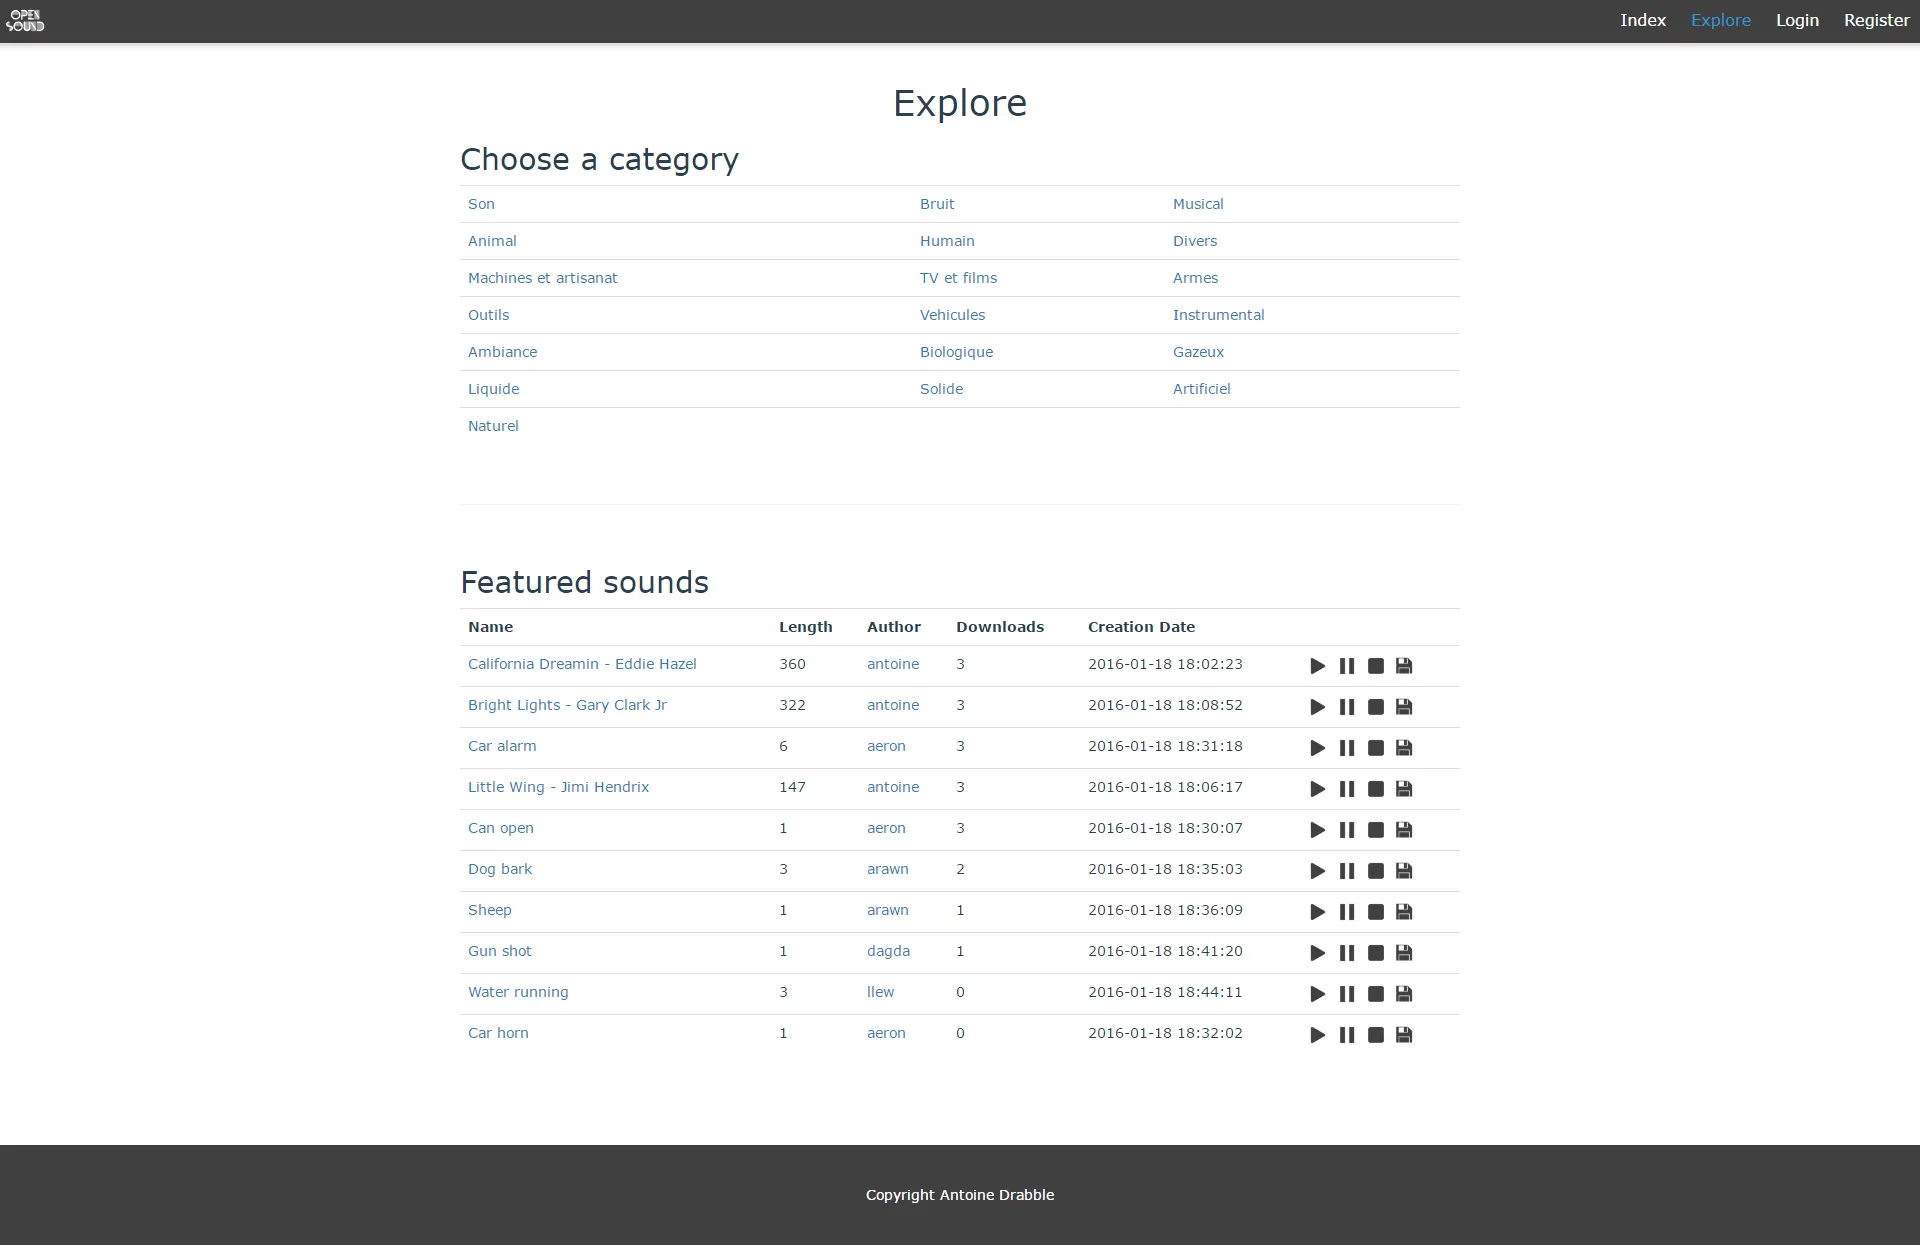 OPEN
SOUND
Index Explore Login Register
Explore
Choose a category
Son Bruit Musical
Animal Humain Divers
Machines et artisanat TV et films Armes
Outils Vehicules Instrumental
Ambiance Biologique Gazeux
Liquide Solide Artificiel
Naturel
Featured sounds
Name Length Author Downloads Creation Date
California Dreamin - Eddie Hazel 360 antoine 3 2016-01-18 18:02:23
Bright Lights - Gary Clark Jr 322 antoine 3 2016-01-18 18:08:52
Car alarm 6 aeron 3 2016-01-18 18:31:18
Little Wing - Jimi Hendrix 147 antoine 3 2016-01-18 18:06:17
Can open 1 aeron 3 2016-01-18 18:30:07
Dog bark 3 arawn 2 2016-01-18 18:35:03
Sheep 1 arawn 1 2016-01-18 18:36:09
Gun shot 1 dagda 1 2016-01-18 18:41:20
Water running 3 llew 0 2016-01-18 18:44:11
Car horn 1 aeron 0 2016-01-18 18:32:02
Copyright Antoine Drabble